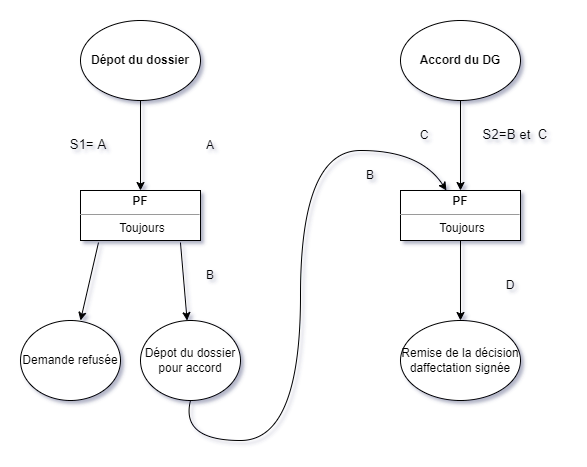 Dépot du dossier
Accord du DG
S1= A
A
C
S2=B et C
B
PF
Toujours
PF
Toujours
B
D
Demande refusée
Dépot du dossier
pour accord
Remise de la décision
daffectation signée